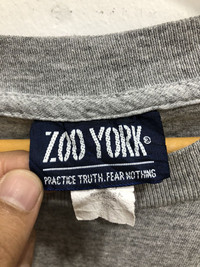 ZOO YORK®
PRACTICE TRUTH. FEAR NOTHING